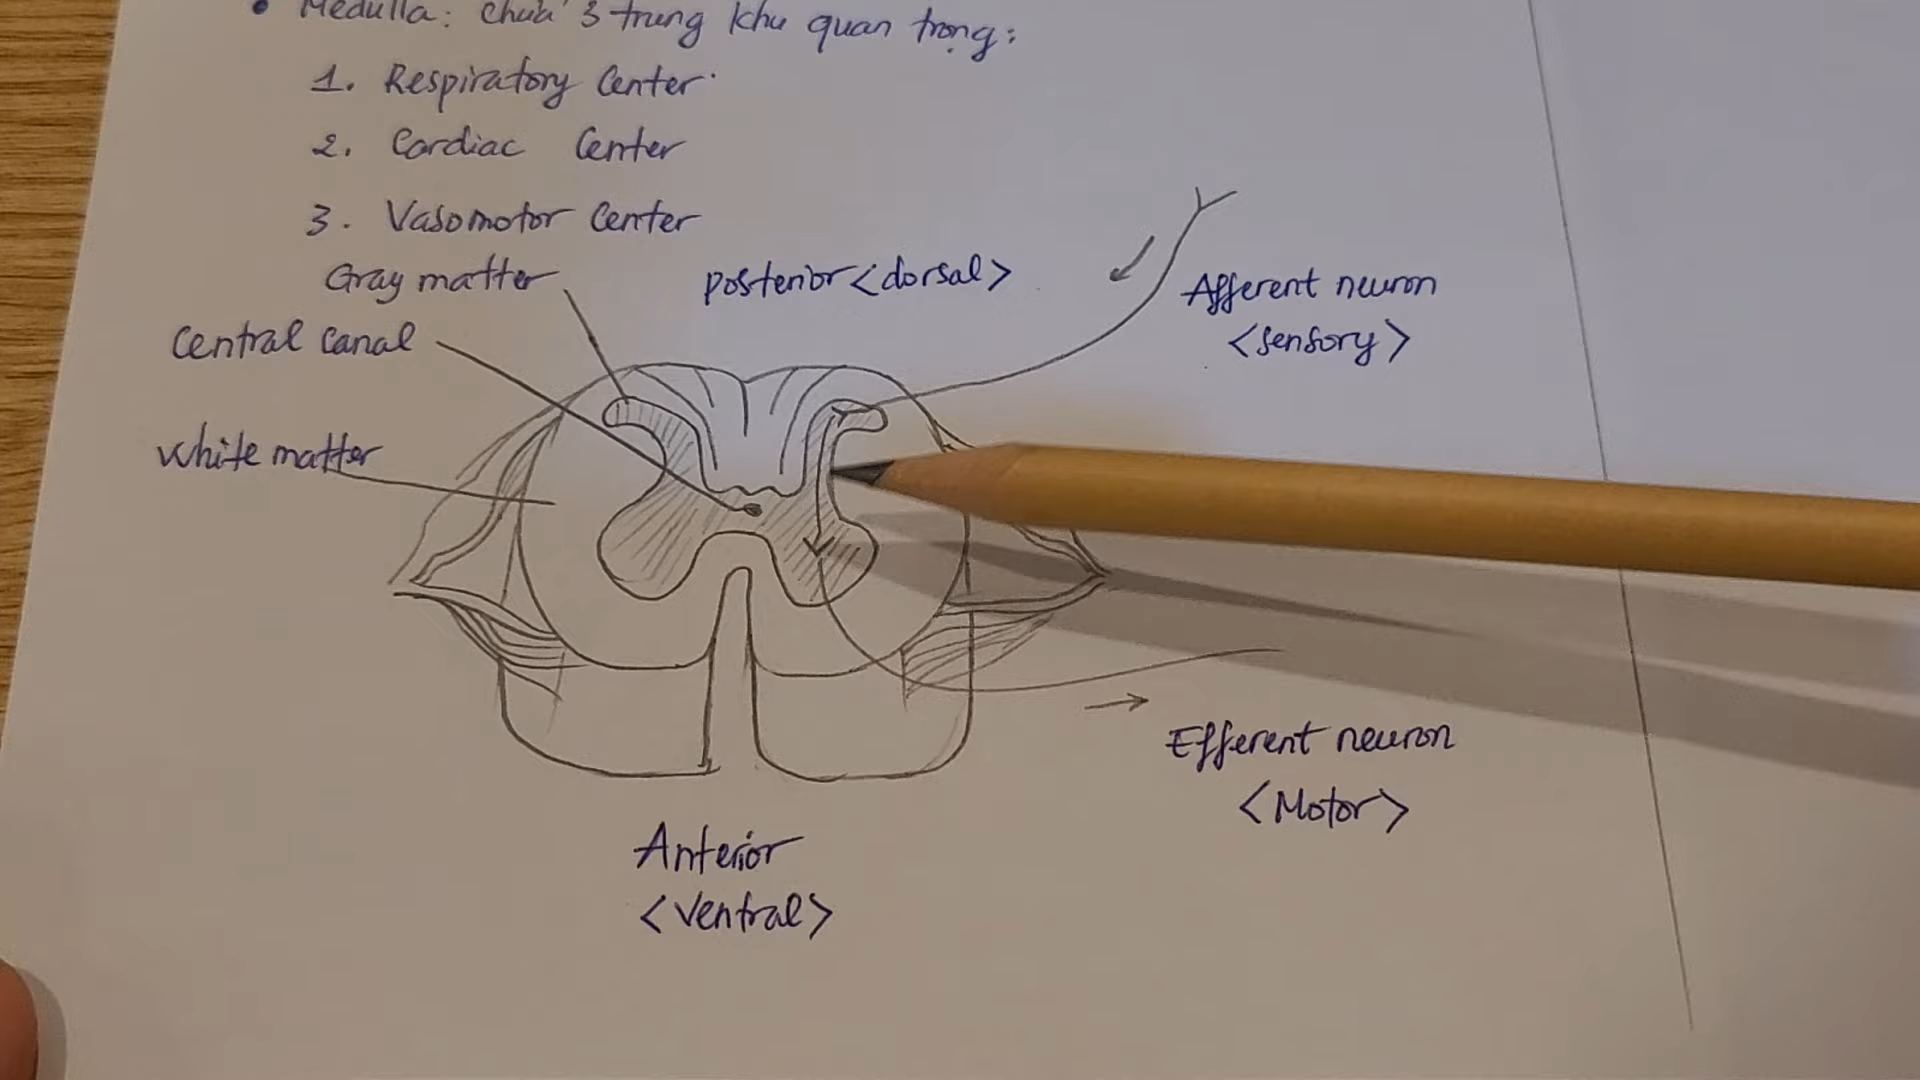 • Medulla: chứa 3 trung khu quan trọng:
1. Respiratory Center
2. Cardiac Center
3. Vasomotor Center
Gray matter
posterior <dorsal>
Afferent neuron
<sensory>
Central canal
White matter
Efferent neuron
<Motor>
Anterior
<Ventral>